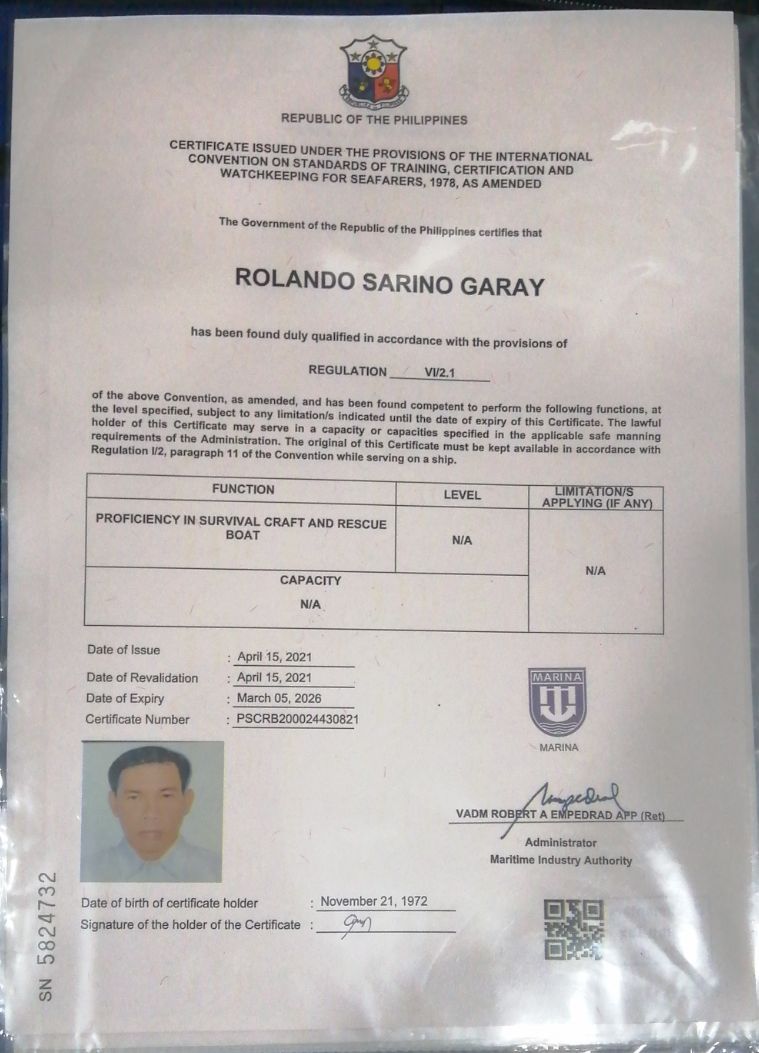 REPUBLIC OF THE PHILIPPINES
CERTIFICATE ISSUED UNDER THE PROVISIONS OF THE INTERNATIONAL
CONVENTION ON STANDARDS OF TRAINING, CERTIFICATION AND
WATCHKEEPING FOR SEAFARERS, 1978, AS AMENDED
The Government of the Republic of the Philippines certifies that
ROLANDO SARINO GARAY
has been found duly qualified in accordance with the provisions of
REGULATION VI/2.1
of the above Convention, as amended, and has been found competent to perform the following functions, at
the level specified, subject to any limitation/s indicated until the date of expiry of this Certificate. The lawful
holder of this Certificate may serve in a capacity or capacities specified in the applicable safe manning
requirements of the Administration. The original of this Certificate must be kept available in accordance with
Regulation I/2, paragraph 11 of the Convention while serving on a ship.
FUNCTION LEVEL LIMITATION/S
APPLYING (IF ANY)
PROFICIENCY IN SURVIVAL CRAFT AND RESCUE
BOAT
N/A
N/A
CAPACITY
N/A
Date of Issue : April 15, 2021
Date of Revalidation : April 15, 2021
Date of Expiry : March 05, 2026
Certificate Number : PSCRB200024430821
MARINA
MARINA
VADM ROBERT A EMPEDRAD AFP (Ret)
Administrator
Maritime Industry Authority
Date of birth of certificate holder : November 21, 1972
Signature of the holder of the Certificate :
SN 5824732